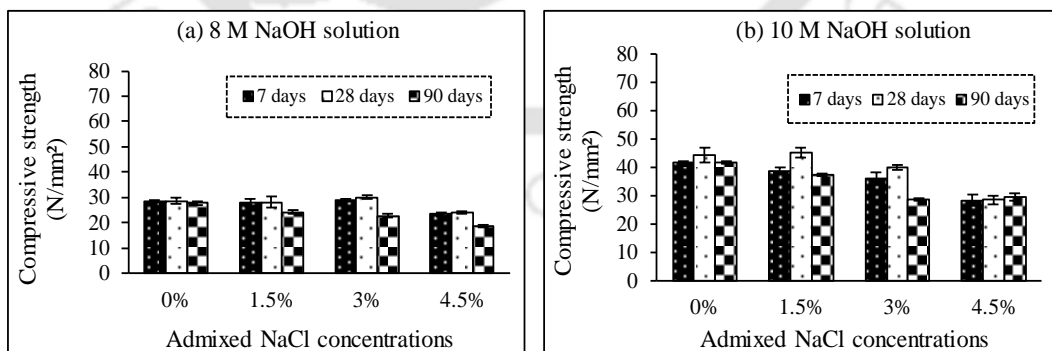 (a) 8 M NaOH solution
Compressive strength
(N/mm²)
80
70
60
50
40
30
20
10
0
7 days 28 days 90 days
0% 1.5% 3% 4.5%
Admixed NaCl concentrations
(b) 10 M NaOH solution
Compressive strength
(N/mm²)
80
70
60
50
40
30
20
10
0
7 days 28 days 90 days
0% 1.5% 3% 4.5%
Admixed NaCl concentrations